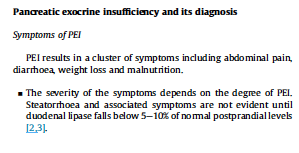 Pancreatic exocrine insufficiency and its diagnosis
Symptoms of PEI
PEI results in a cluster of symptoms including abdominal pain,
diarrhoea, weight loss and malnutrition.
▪ The severity of the symptoms depends on the degree of PEI.
Steatorrhoea and associated symptoms are not evident until
duodenal lipase falls below 5–10% of normal postprandial levels
[2,3].